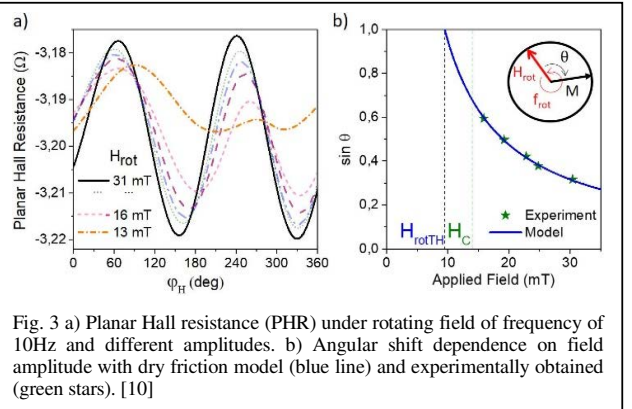 a)
-3,18
-3,19
-3,20
-3,21
-3,22
Planar Hall Resistance (Ω)
H_rot
31 mT
...
16 mT
13 mT
0 60 120 180 240 300 360
φ_H (deg)
b)
1,0
0,8
0,6
0,4
0,2
0,0
sin θ
H_rot
θ
M
f_rot
H_rotTH
H_C
Experiment
Model
0 10 20 30
Applied Field (mT)
Fig. 3 a) Planar Hall resistance (PHR) under rotating field of frequency of
10Hz and different amplitudes. b) Angular shift dependence on field
amplitude with dry friction model (blue line) and experimentally obtained
(green stars). [10]